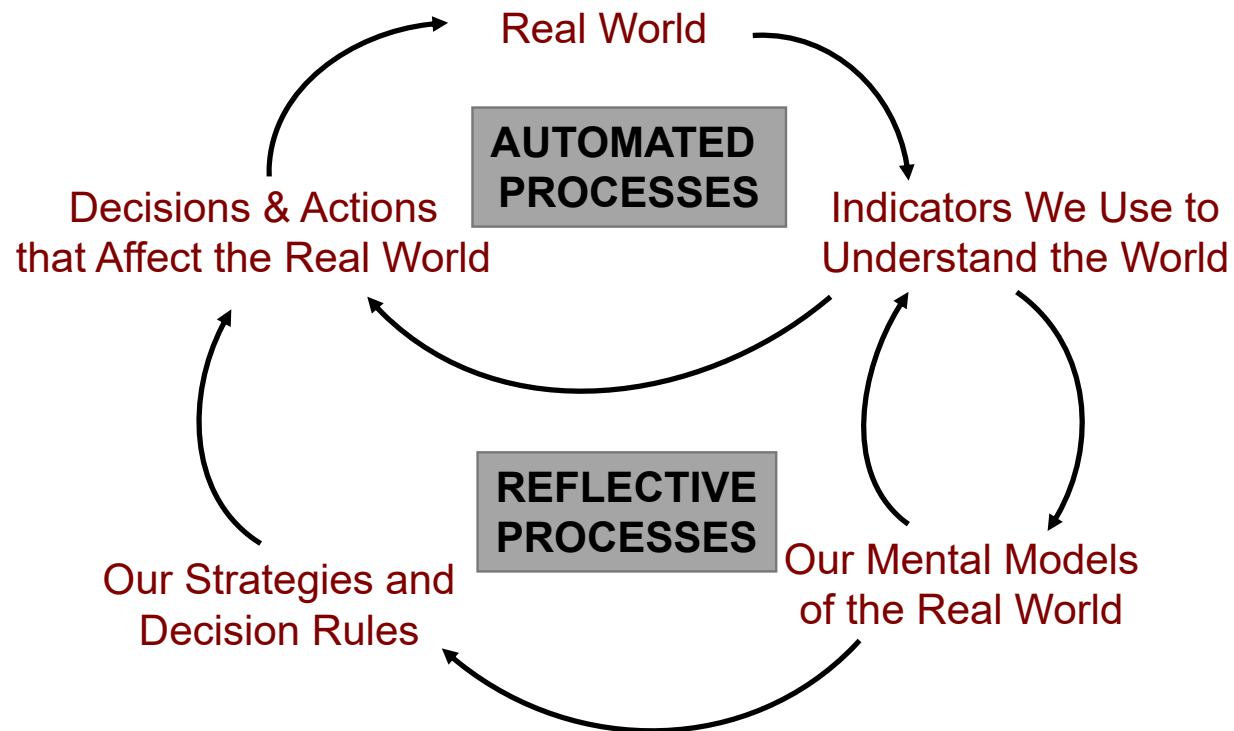 Real World
AUTOMATED
PROCESSES
Decisions & Actions
that Affect the Real World
Indicators We Use to
Understand the World
REFLECTIVE
PROCESSES
Our Strategies and
Decision Rules
Our Mental Models
of the Real World